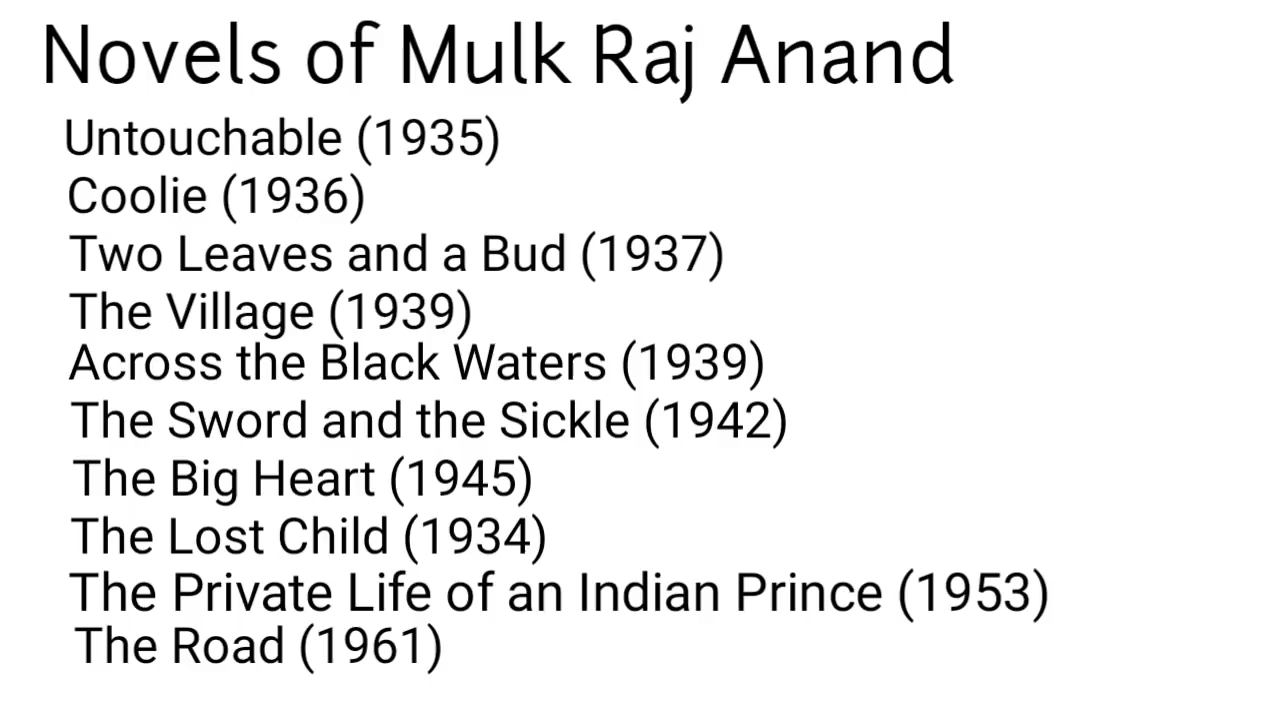 Novels of Mulk Raj Anand
Untouchable (1935)
Coolie (1936)
Two Leaves and a Bud (1937)
The Village (1939)
Across the Black Waters (1939)
The Sword and the Sickle (1942)
The Big Heart (1945)
The Lost Child (1934)
The Private Life of an Indian Prince (1953)
The Road (1961)